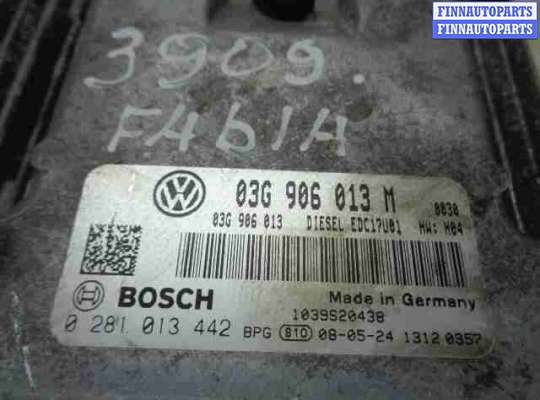 FINNAUTOPARTS
FINNAUTOPARTS
3909.
FABIA
03G 906 013 M 0030
03G 906 013 DIESEL EDC17U01 HW: H04
BOSCH
Made in Germany
1039S20438
0 281 013 442 BPG 810 08-05-24 1312 0357